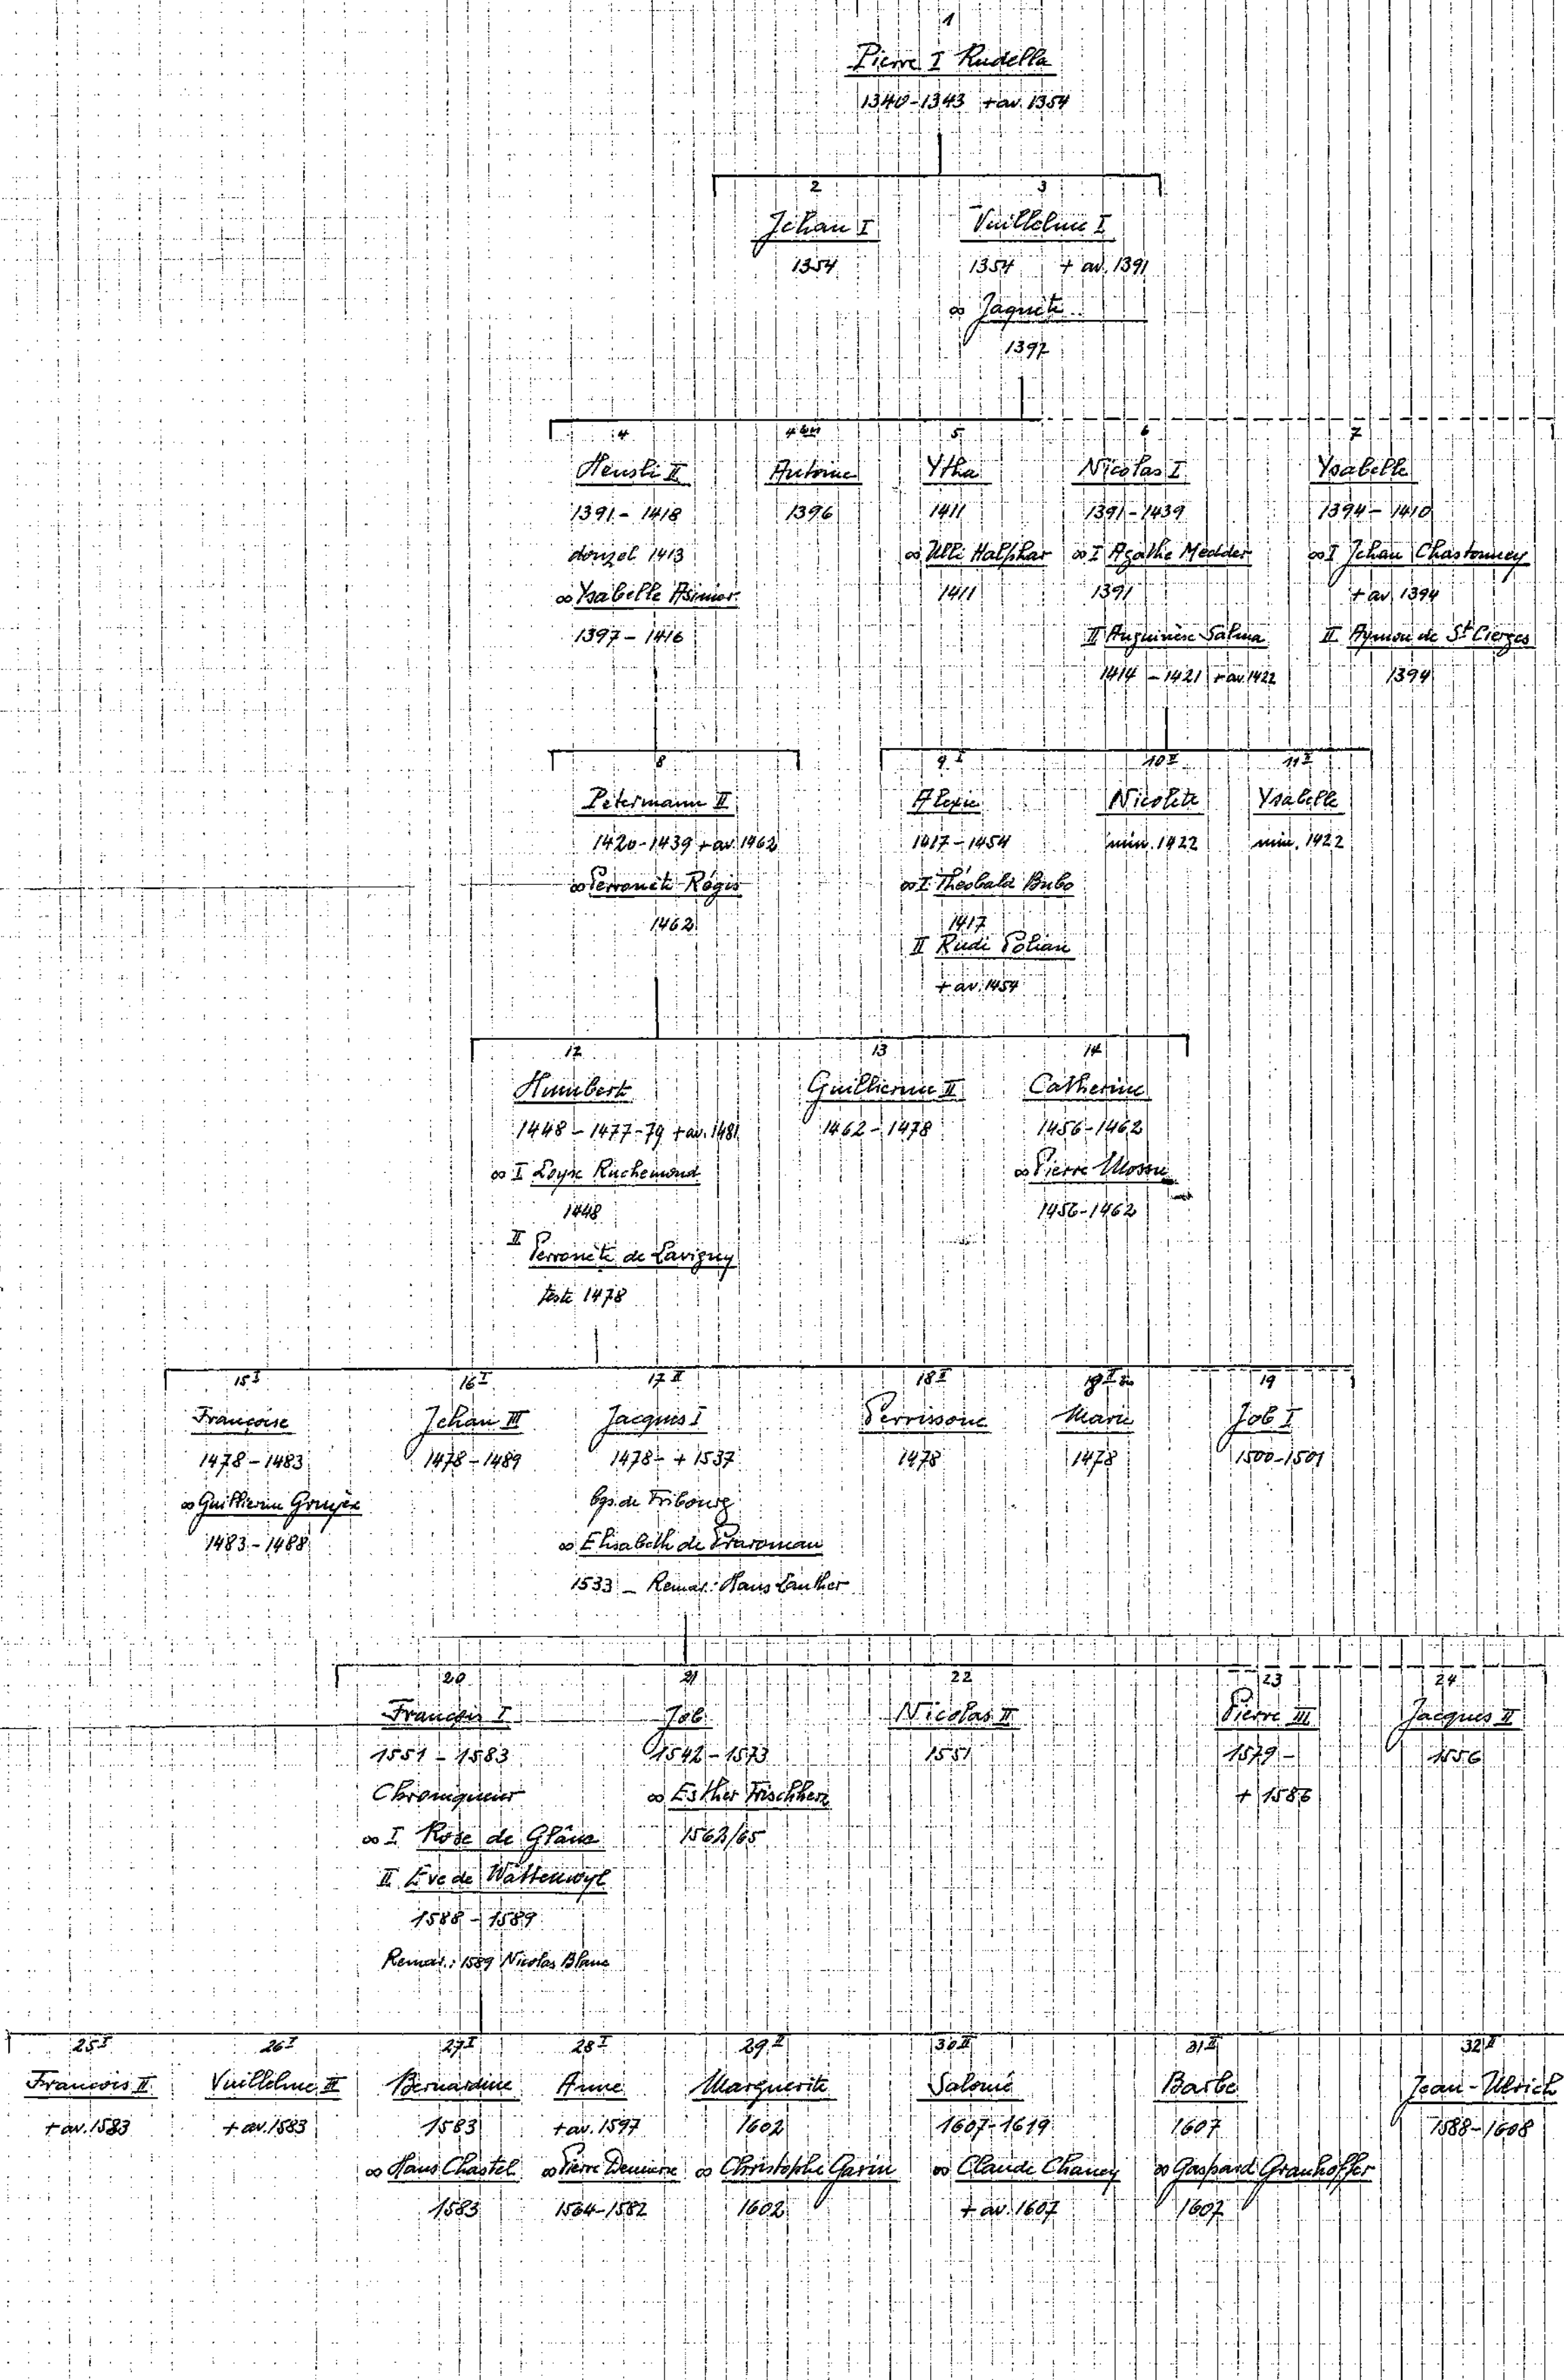 1
Pierre I Rudella
1340-1343 + av. 1354
2 3
Jehan I Vuillelme I
1354 1354 + av. 1391
∞ Jaquete
1397
4 4bis 5 6 7
Hensli II Antoine Ytha Nicolas I Ysabelle
1391 - 1418 1396 1411 1391-1439 1394 - 1410
donzel 1413 ∞ Ulli Halphar ∞ I Agathe Medder ∞ I Jehan Chastonney
∞ Ysabelle Asinier 1411 1391 + av. 1394
1397 - 1416 II Anguinese Salina II Aymon de St Cierges
1414 - 1421 + av. 1422 1394
8 9 I 10 II 11 II
Petermann II Alexie Nicolete Ysabelle
1420-1439 + av. 1462 1417-1454 min. 1422 min. 1422
∞ Perronete Régis ∞ I Théobald Bubo
1462 1417
II Rudi Polian
+ av. 1454
12 13 14
Humbert Guillierme II Catherine
1448 - 1477-79 + av. 1481 1462-1478 1456-1462
∞ I Loyse Ruchemond ∞ Pierre Mossu
1448 1456-1462
II Perronete de Lavigny
teste 1478
15 I 16 I 17 II 18 II 19
Françoise Jehan III Jacques I Perrissone Marie Job I
1478-1483 1478-1489 1478- + 1537 1478 1478 1500-1501
∞ Guillierme Gruyère bgs. de Fribourg
1483-1488 ∞ Elisabeth de Praroman
1533 - Remar.: Hans Lanther
20 21 22 23 24
François I Job Nicolas II Pierre III Jacques II
1551 - 1583 1542-1573 1551 1579- 1556
Chroniqueur ∞ Esther Frischherz + 1586
∞ I Rose de Glâne 1563/65
II Eve de Wattenwyl
1588 - 1589
Remar.: 1589 Nicolas Blanc
25 I 26 I 27 I 28 I 29 II 30 II 31 II 32 II
François II Vuillelme III Bernardine Anne Marguerite Salomé Barbe Jean-Ulrich
+ av. 1583 + av. 1583 1583 + av. 1597 1602 1607-1619 1607 1588-1608
∞ Hans Chastel ∞ Pierre ∞ Christophe Garin ∞ Claude Chaney ∞ Gaspard Granhoffer
1583 1564-1582 1602 + av. 1607 1607